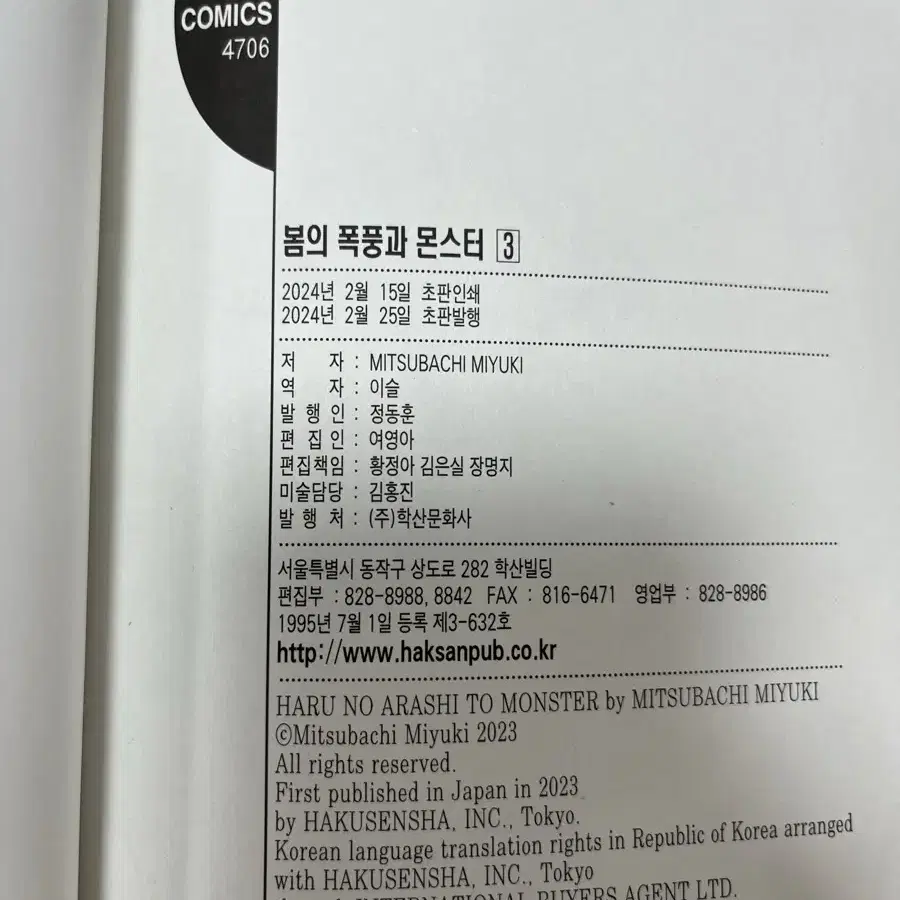 COMICS
4706
봄의 폭풍과 몬스터 3
2024년 2월 15일 초판인쇄
2024년 2월 25일 초판발행
저 자 : MITSUBACHI MIYUKI
역 자 : 이슬
발 행 인 : 정동훈
편 집 인 : 여영아
편집책임 : 황정아 김은실 장명지
미술담당 : 김홍진
발 행 처 : (주)학산문화사
서울특별시 동작구 상도로 282 학산빌딩
편집부 : 828-8988, 8842 FAX : 816-6471 영업부 : 828-8986
1995년 7월 1일 등록 제3-632호
http://www.haksanpub.co.kr
HARU NO ARASHI TO MONSTER by MITSUBACHI MIYUKI
©Mitsubachi Miyuki 2023
All rights reserved.
First published in Japan in 2023
by HAKUSENSHA, INC., Tokyo.
Korean language translation rights in Republic of Korea arranged
with HAKUSENSHA, INC., Tokyo
INTERNATIONAL BUYERS AGENT LTD.